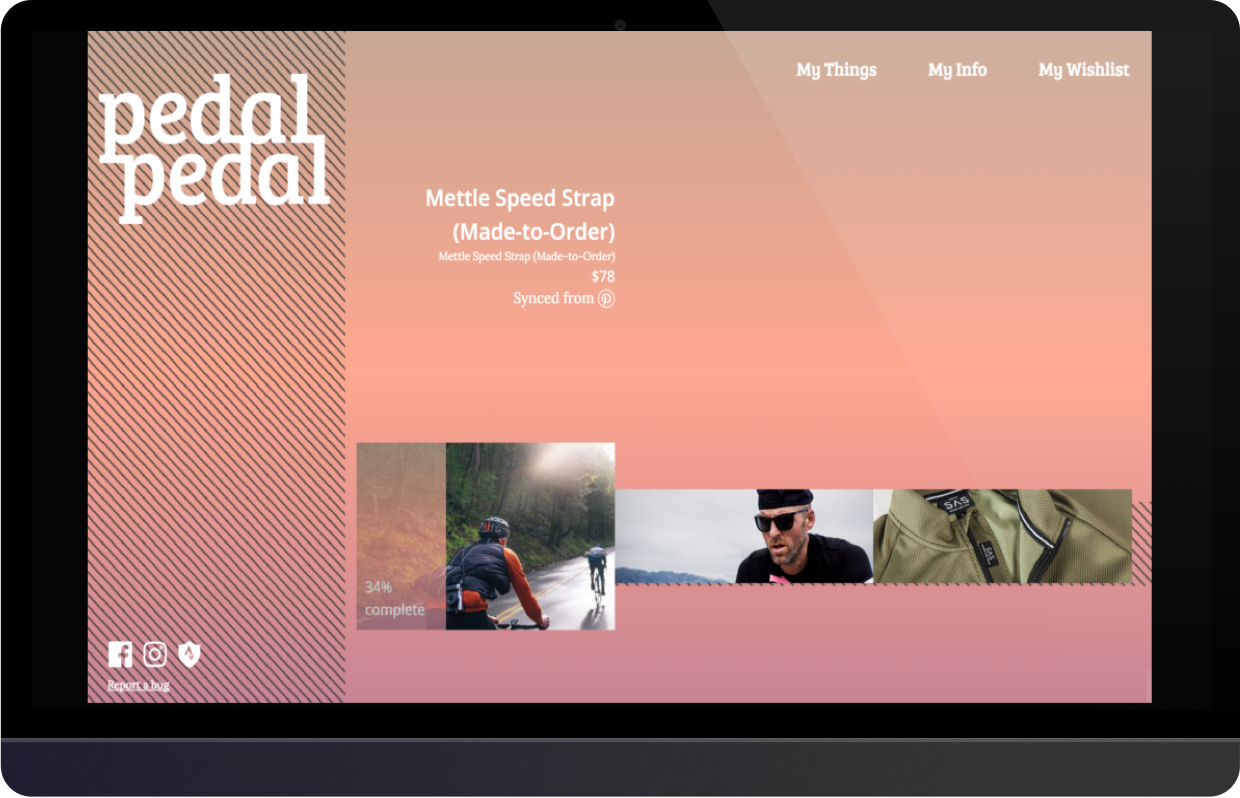 pedal
pedal
My Things
My Info
My Wishlist
Mettle Speed Strap
(Made-to-Order)
Mettle Speed Strap (Made-to-Order)
$78
Synced from
34%
complete
SAS
SAS
Report a bug